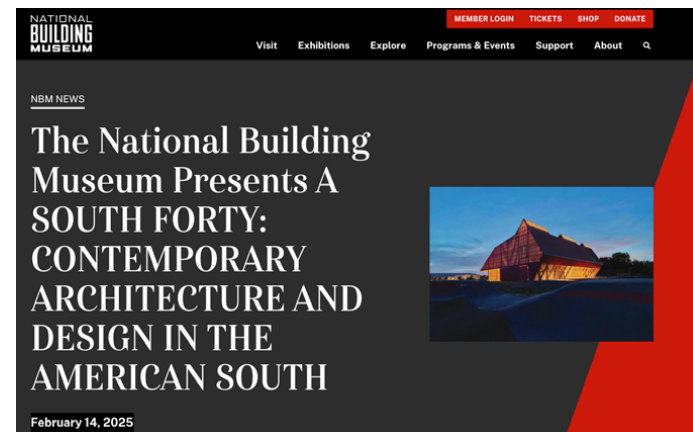 NATIONAL
BUILDING
MUSEUM
MEMBER LOGIN TICKETS SHOP DONATE
Visit Exhibitions Explore Programs & Events Support About
NBM NEWS
The National Building
Museum Presents A
SOUTH FORTY:
CONTEMPORARY
ARCHITECTURE AND
DESIGN IN THE
AMERICAN SOUTH
February 14, 2025